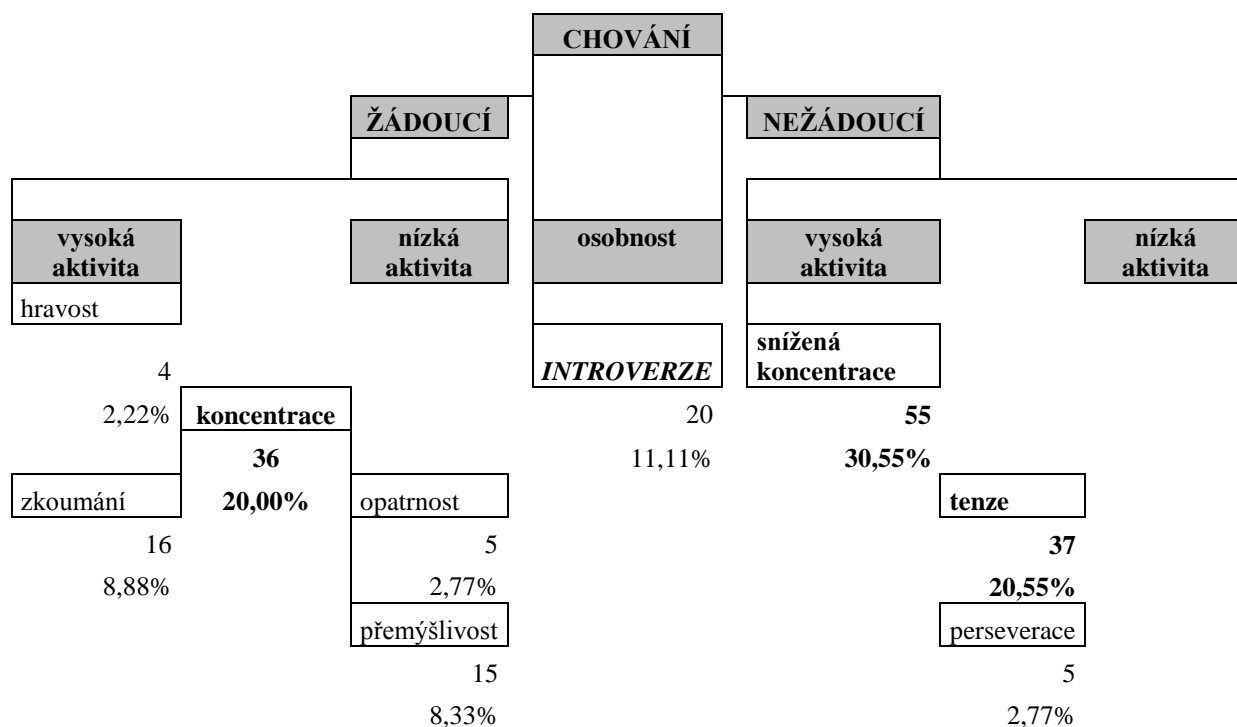 CHOVÁNÍ
ŽÁDOUCÍ
NEŽÁDOUCÍ
vysoká
aktivita
nízká
aktivita
osobnost
vysoká
aktivita
nízká
aktivita
hravost
4
2,22%
INTROVERZE
20
11,11%
snížená
koncentrace
55
30,55%
koncentrace
36
20,00%
zkoumání
16
8,88%
opatrnost
5
2,77%
tenze
37
20,55%
přemýšlivost
15
8,33%
perseverace
5
2,77%